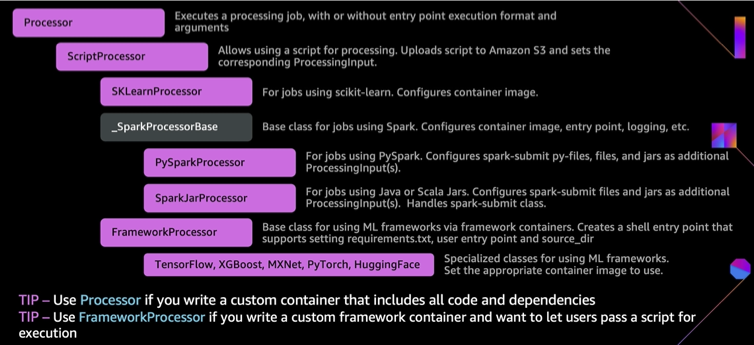 Processor
Executes a processing job, with or without entry point execution format and
arguments
ScriptProcessor
Allows using a script for processing. Uploads script to Amazon S3 and sets the
corresponding ProcessingInput.
SKLearnProcessor
For jobs using scikit-learn. Configures container image.
_SparkProcessorBase
Base class for jobs using Spark. Configures container image, entry point, logging, etc.
PySparkProcessor
For jobs using PySpark. Configures spark-submit py-files, files, and jars as additional
ProcessingInput(s).
SparkJarProcessor
For jobs using Java or Scala Jars. Configures spark-submit files and jars as additional
ProcessingInput(s).  Handles spark-submit class.
FrameworkProcessor
Base class for using ML frameworks via framework containers. Creates a shell entry point that
supports setting requirements.txt, user entry point and source_dir
TensorFlow, XGBoost, MXNet, PyTorch, HuggingFace
Specialized classes for using ML frameworks.
Set the appropriate container image to use.
TIP – Use Processor if you write a custom container that includes all code and dependencies
TIP – Use FrameworkProcessor if you write a custom framework container and want to let users pass a script for
execution